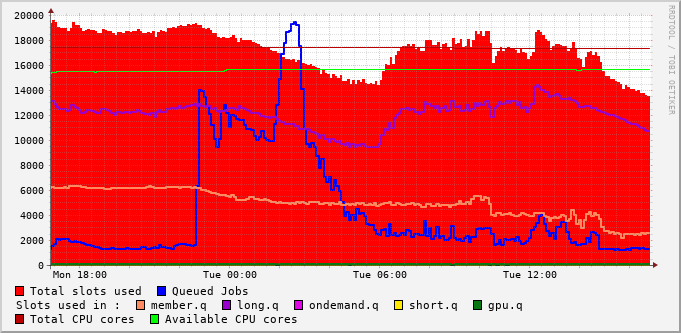 20000
18000
16000
14000
12000
10000
8000
6000
4000
2000
0
Mon 18:00 Tue 00:00 Tue 06:00 Tue 12:00
Total slots used Queued Jobs
Slots used in : member.q long.q ondemand.q short.q gpu.q
Total CPU cores Available CPU cores
RRDTOOL / TOBI OETIKER